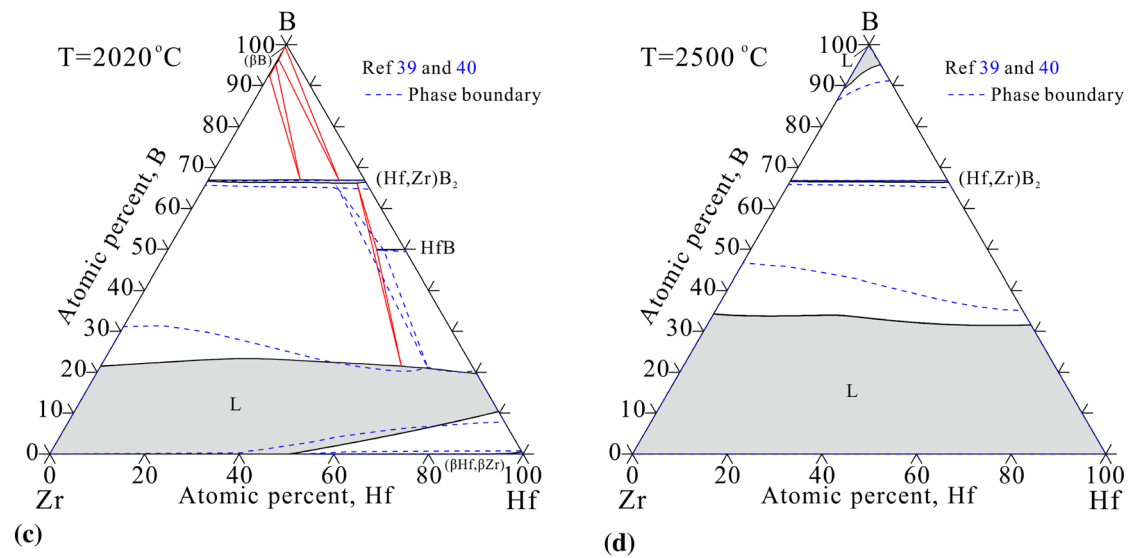 B
T=2020 °C
100
(βB)
90
80
70
60
50
40
30
20
10
0
Atomic percent, B
Ref 39 and 40
Phase boundary
(Hf,Zr)B₂
HfB
L
(βHf,βZr)
0 20 40 60 80 100
Zr Atomic percent, Hf Hf
(c)
B
T=2500 °C
100
L
90
80
70
60
50
40
30
20
10
0
Atomic percent, B
Ref 39 and 40
Phase boundary
(Hf,Zr)B₂
L
0 20 40 60 80 100
Zr Atomic percent, Hf Hf
(d)